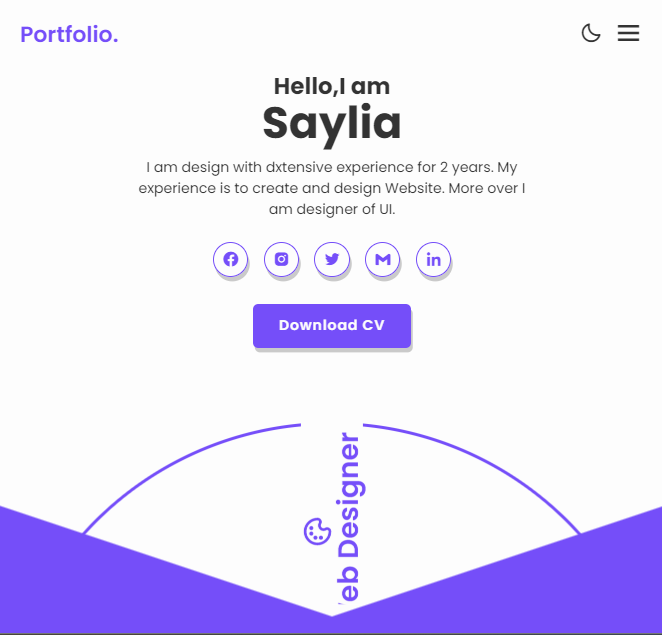 Portfolio.
Hello,I am
Saylia
I am design with dxtensive experience for 2 years. My
experience is to create and design Website. More over I
am designer of UI.
Download CV
eb Designer